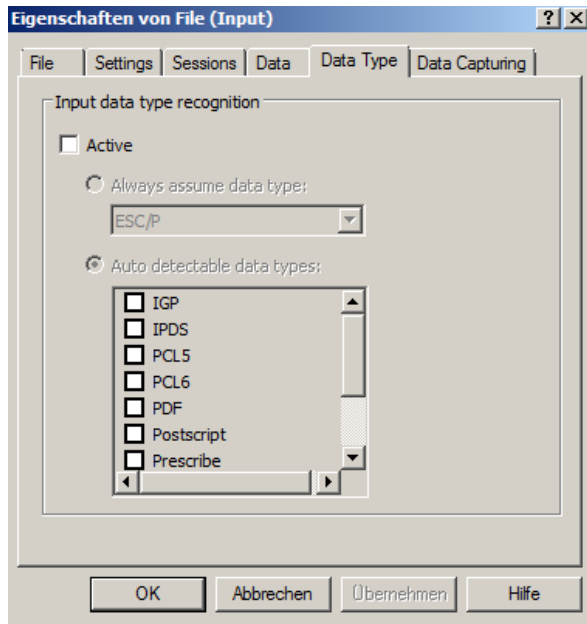 Eigenschaften von File (Input)
File Settings Sessions Data Data Type Data Capturing
Input data type recognition
Active
Always assume data type:
ESC/P
Auto detectable data types:
IGP
IPDS
PCL5
PCL6
PDF
Postscript
Prescribe
OK Abbrechen Übernehmen Hilfe